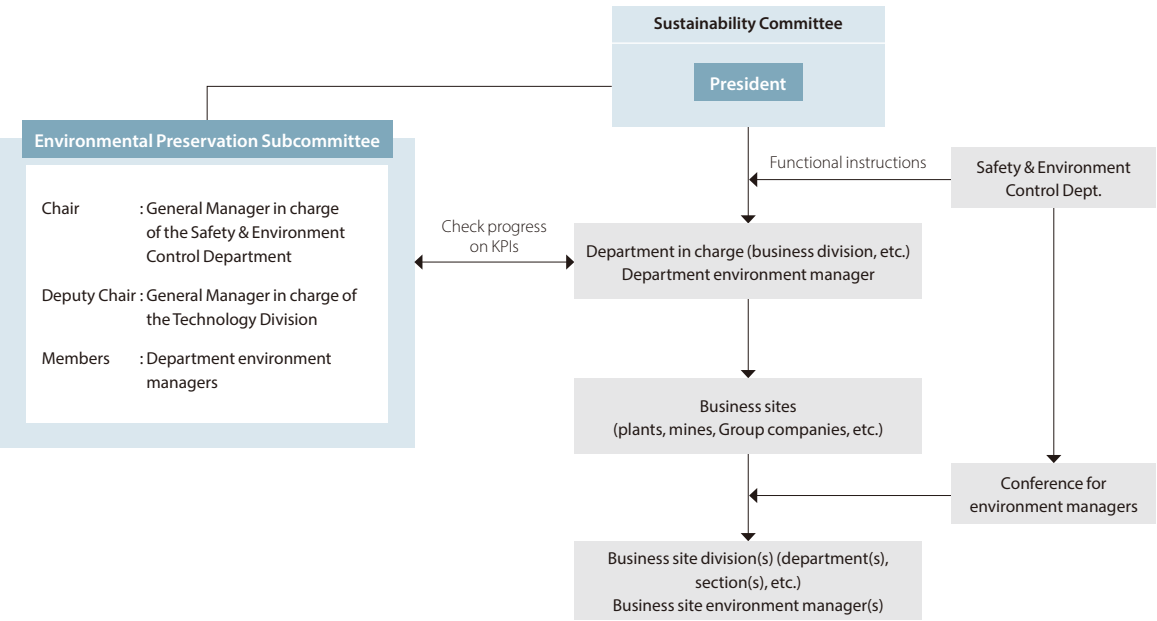 Sustainability Committee
President
Environmental Preservation Subcommittee
Chair : General Manager in charge
of the Safety & Environment
Control Department
Deputy Chair : General Manager in charge of
the Technology Division
Members : Department environment
managers
Check progress
on KPIs
Functional instructions
Safety & Environment
Control Dept.
Department in charge (business division, etc.)
Department environment manager
Business sites
(plants, mines, Group companies, etc.)
Conference for
environment managers
Business site division(s) (department(s),
section(s), etc.)
Business site environment manager(s)